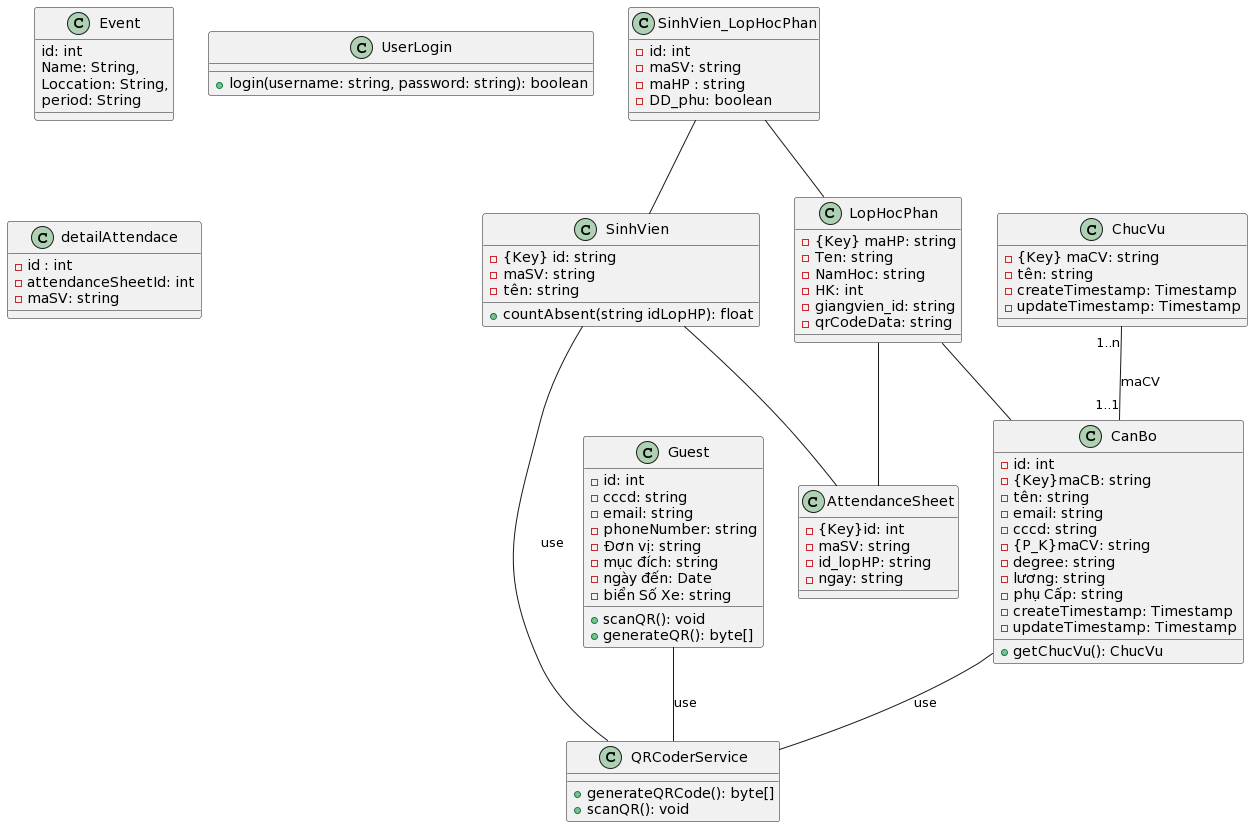 Event
id: int
Name: String,
Loccation: String,
period: String
UserLogin
login(username: string, password: string): boolean
SinhVien_LopHocPhan
id: int
maSV: string
maHP : string
DD_phu: boolean
detailAttendace
id : int
attendanceSheetId: int
maSV: string
SinhVien
{Key} id: string
maSV: string
tên: string
countAbsent(string idLopHP): float
LopHocPhan
{Key} maHP: string
Ten: string
NamHoc: string
HK: int
giangvien_id: string
qrCodeData: string
ChucVu
{Key} maCV: string
tên: string
createTimestamp: Timestamp
updateTimestamp: Timestamp
1..n
maCV
1..1
Guest
id: int
cccd: string
email: string
phoneNumber: string
Đơn vị: string
mục đích: string
ngày đến: Date
biển Số Xe: string
scanQR(): void
generateQR(): byte[]
AttendanceSheet
{Key}id: int
maSV: string
id_lopHP: string
ngay: string
CanBo
id: int
{Key}maCB: string
tên: string
email: string
cccd: string
{P_K}maCV: string
degree: string
lương: string
phụ Cấp: string
createTimestamp: Timestamp
updateTimestamp: Timestamp
getChucVu(): ChucVu
use
use
use
QRCoderService
generateQRCode(): byte[]
scanQR(): void